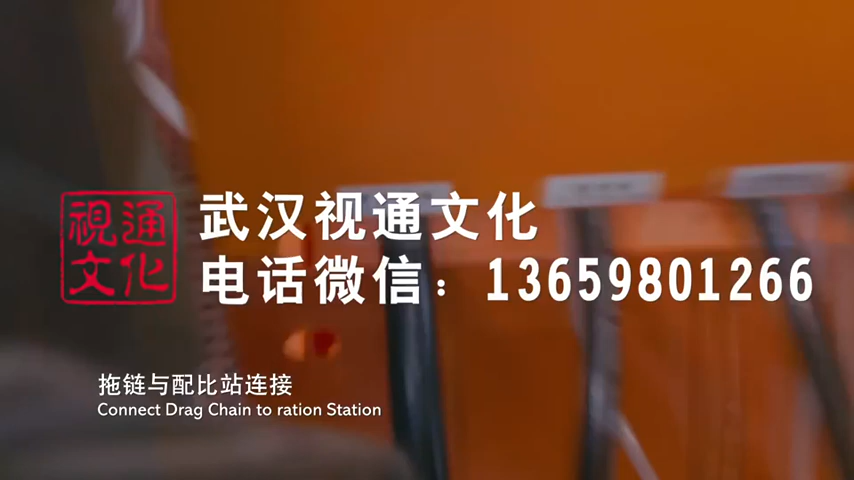 視通
文化
武汉视通文化
电话微信：13659801266
拖链与配比站连接
Connect Drag Chain to ration Station